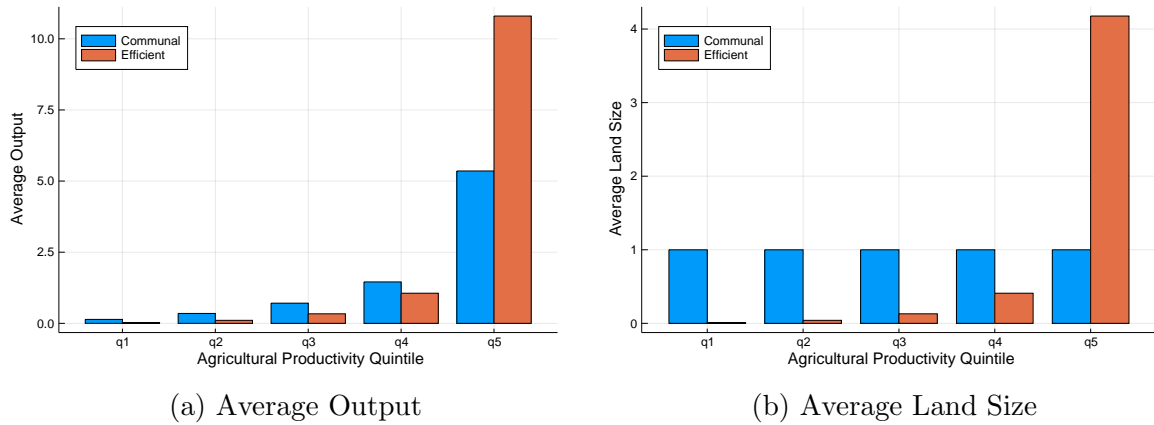 Average Output
10.0
7.5
5.0
2.5
0.0
Communal
Efficient
q1 q2 q3 q4 q5
Agricultural Productivity Quintile
(a) Average Output
Average Land Size
4
3
2
1
0
Communal
Efficient
q1 q2 q3 q4 q5
Agricultural Productivity Quintile
(b) Average Land Size